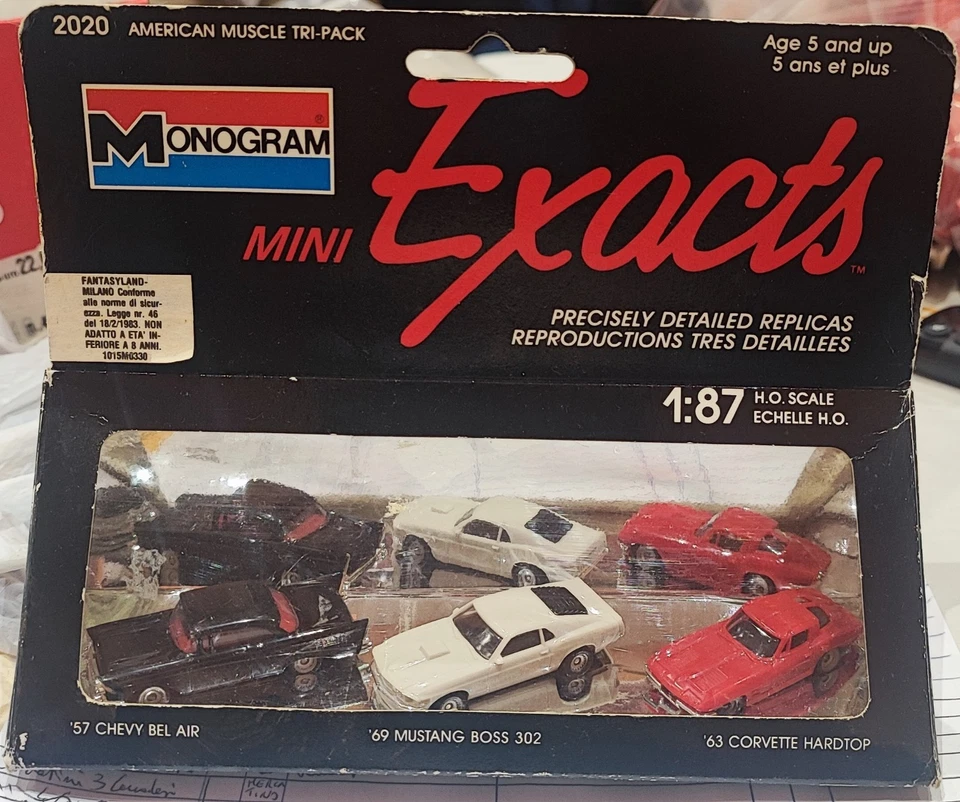 2020 AMERICAN MUSCLE TRI-PACK
Age 5 and up
5 ans et plus
MONOGRAM®
MINI Exacts™
FANTASYLAND-
MILANO Conforme
alle norme di sicur-
ezza. Legge nr. 46
del 18/2/1983. NON
ADATTO A ETA' IN-
FERIORE A 8 ANNI.
1015M0330
PRECISELY DETAILED REPLICAS
REPRODUCTIONS TRES DETAILLEES
1:87 H.O. SCALE
ECHELLE H.O.
'57 CHEVY BEL AIR
'69 MUSTANG BOSS 302
'63 CORVETTE HARDTOP